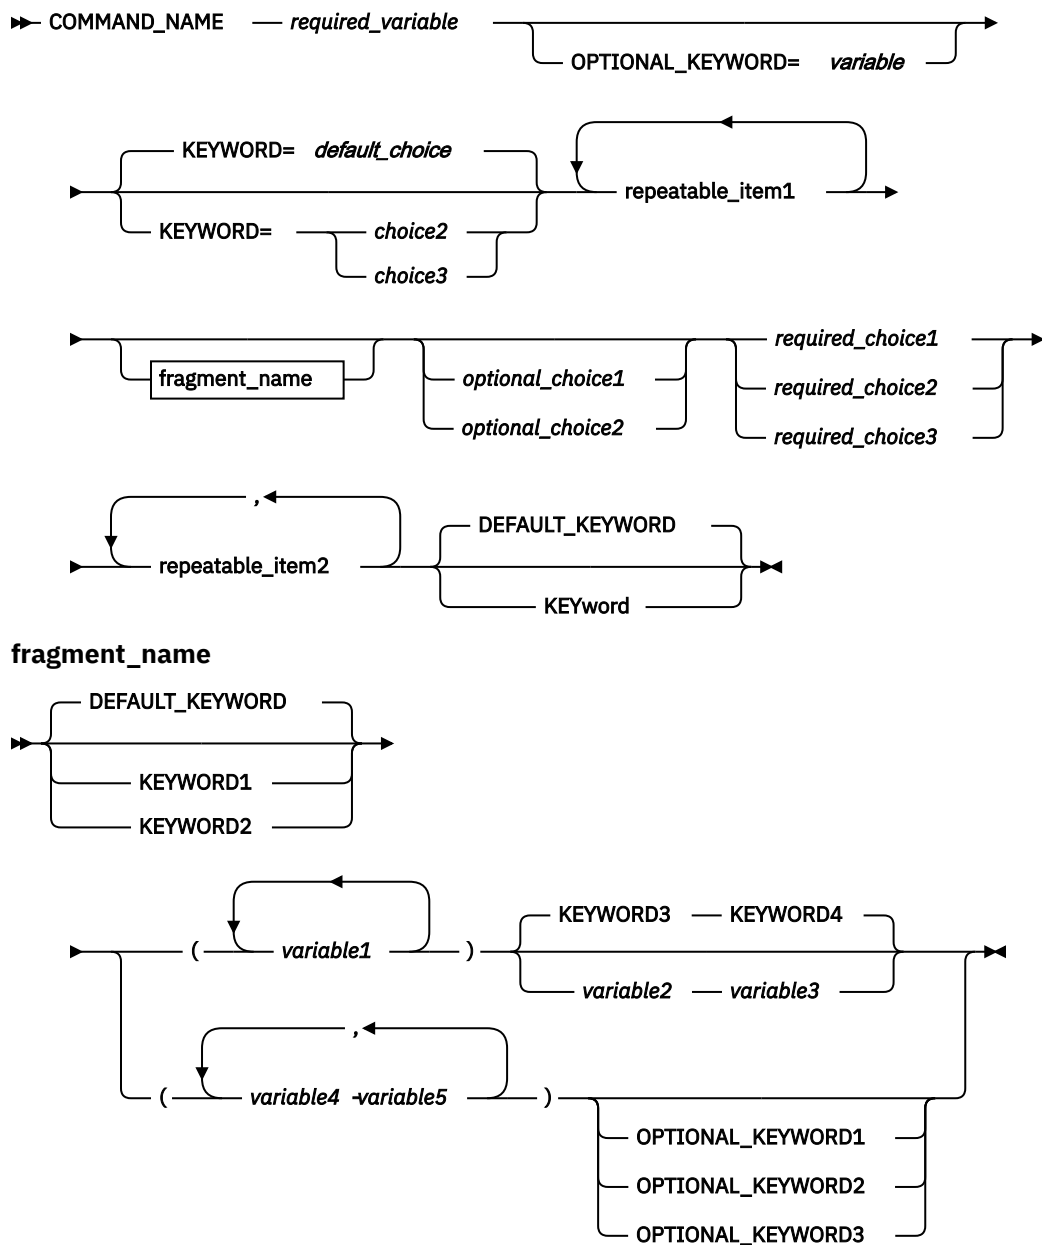 COMMAND_NAME required_variable
OPTIONAL_KEYWORD= variable
KEYWORD= default_choice
repeatable_item1
KEYWORD= choice2
choice3
required_choice1
fragment_name optional_choice1 required_choice2
optional_choice2 required_choice3
,
DEFAULT_KEYWORD
repeatable_item2
KEYword
fragment_name
DEFAULT_KEYWORD
KEYWORD1
KEYWORD2
KEYWORD3 KEYWORD4
( variable1 )
variable2 variable3
,
( variable4 -variable5 )
OPTIONAL_KEYWORD1
OPTIONAL_KEYWORD2
OPTIONAL_KEYWORD3